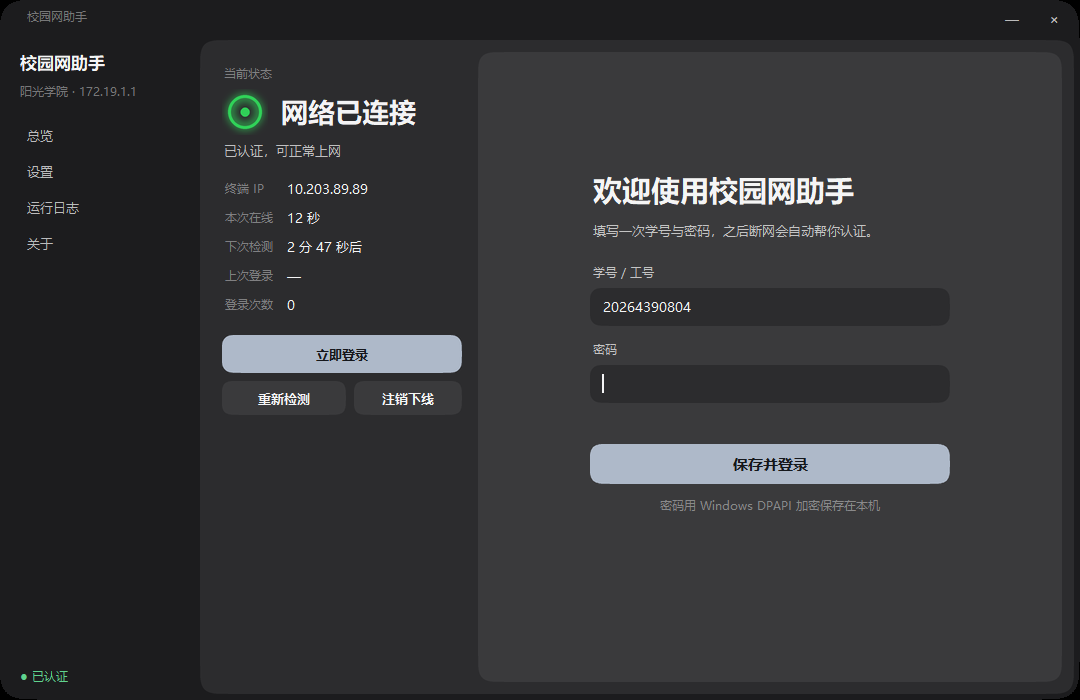 校园网助手
校园网助手
阳光学院 · 172.19.1.1
总览
设置
运行日志
关于
已认证
当前状态
网络已连接
已认证，可正常上网
终端 IP 10.203.89.89
本次在线 12 秒
下次检测 2 分 47 秒后
上次登录 —
登录次数 0
立即登录
重新检测 注销下线
欢迎使用校园网助手
填写一次学号与密码，之后断网会自动帮你认证。
学号 / 工号
20264390804
密码
保存并登录
密码用 Windows DPAPI 加密保存在本机